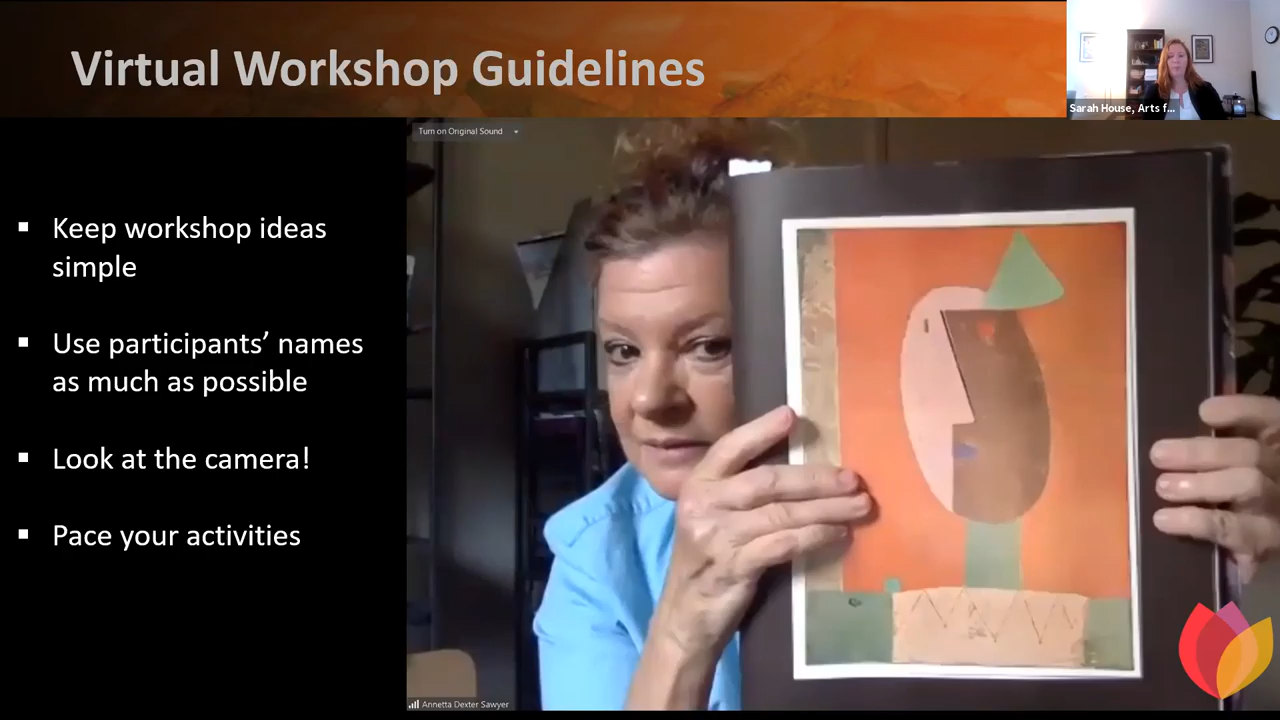 Virtual Workshop Guidelines
Sarah House, Arts f...
Turn on Original Sound
▪ Keep workshop ideas
simple
▪ Use participants’ names
as much as possible
▪ Look at the camera!
▪ Pace your activities
Annetta Dexter Sawyer